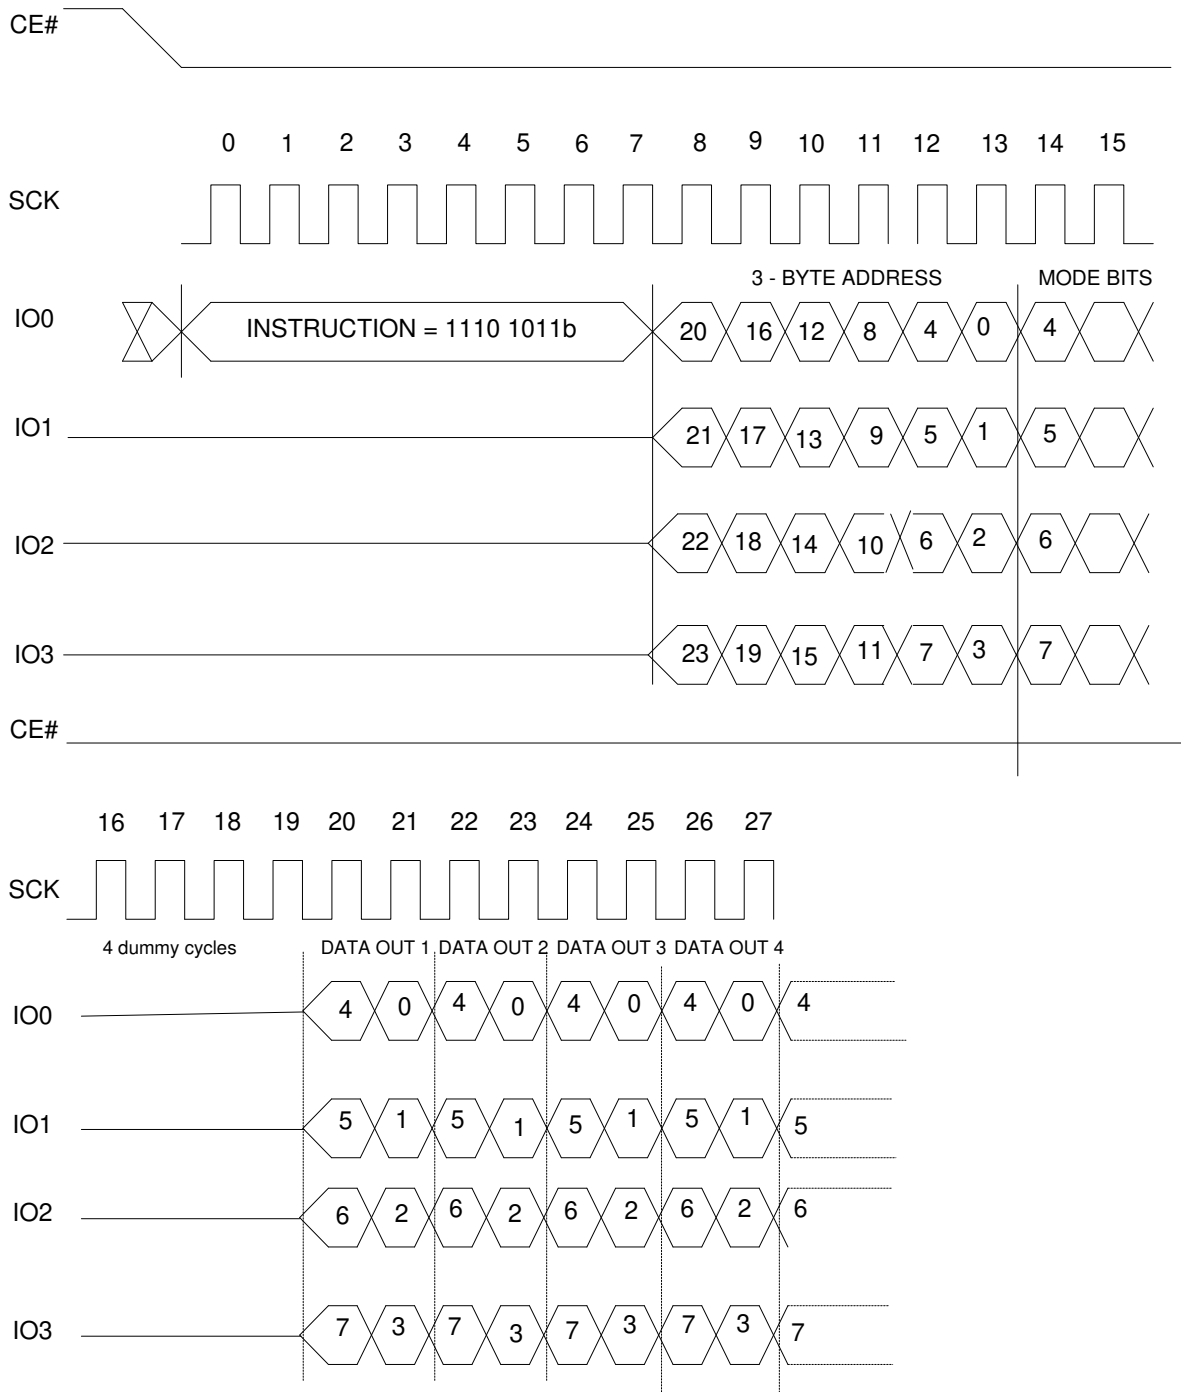 CE#
0 1 2 3 4 5 6 7 8 9 10 11 12 13 14 15
SCK
3 - BYTE ADDRESS MODE BITS
IO0 INSTRUCTION = 1110 1011b 20 16 12 8 4 0 4
IO1 21 17 13 9 5 1 5
IO2 22 18 14 10 6 2 6
IO3 23 19 15 11 7 3 7
CE#
16 17 18 19 20 21 22 23 24 25 26 27
SCK
4 dummy cycles DATA OUT 1 DATA OUT 2 DATA OUT 3 DATA OUT 4
IO0 4 0 4 0 4 0 4 0 4
IO1 5 1 5 1 5 1 5 1 5
IO2 6 2 6 2 6 2 6 2 6
IO3 7 3 7 3 7 3 7 3 7